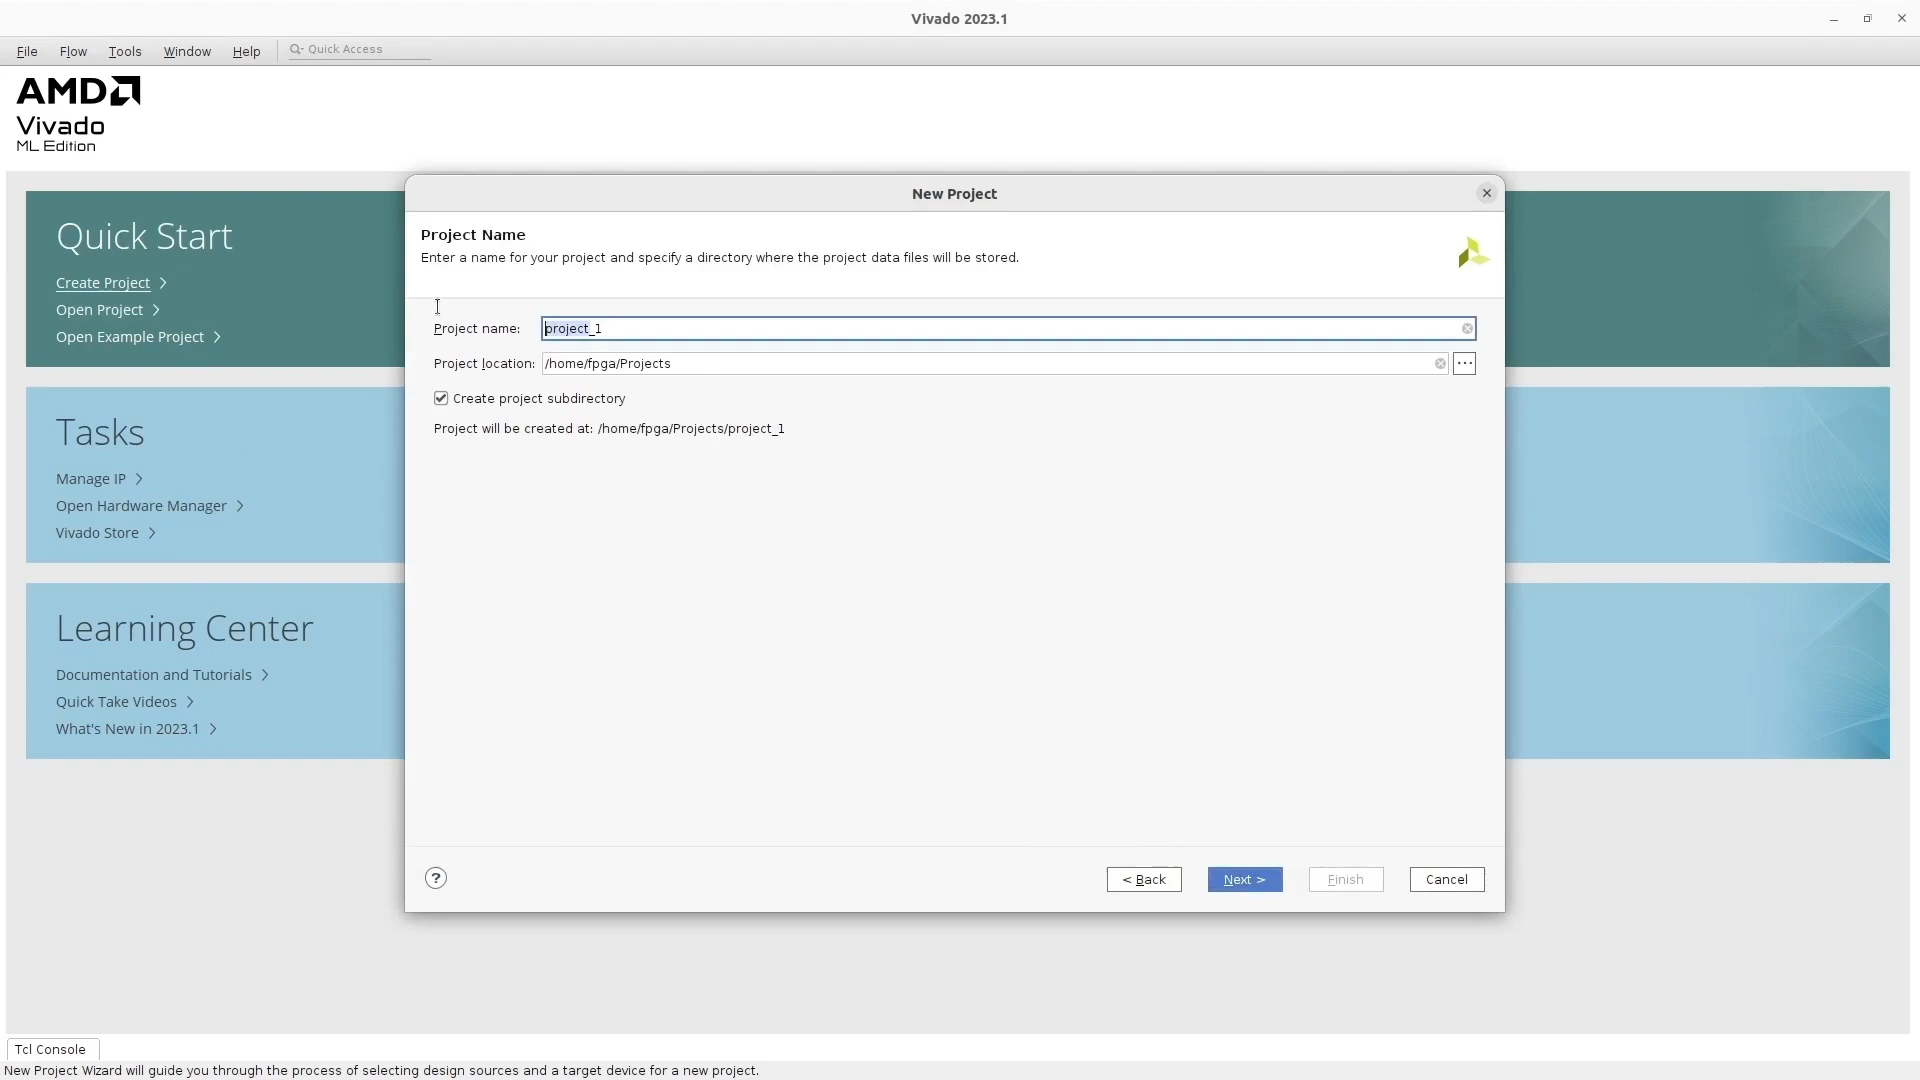 Vivado 2023.1
File Flow Tools Window Help Quick Access
AMD
Vivado
ML Edition
Quick Start
Create Project
Open Project
Open Example Project
Tasks
Manage IP
Open Hardware Manager
Vivado Store
Learning Center
Documentation and Tutorials
Quick Take Videos
What's New in 2023.1
New Project
Project Name
Enter a name for your project and specify a directory where the project data files will be stored.
Project name: project_1
Project location: /home/fpga/Projects
Create project subdirectory
Project will be created at: /home/fpga/Projects/project_1
? < Back Next > Finish Cancel
Tcl Console
New Project Wizard will guide you through the process of selecting design sources and a target device for a new project.